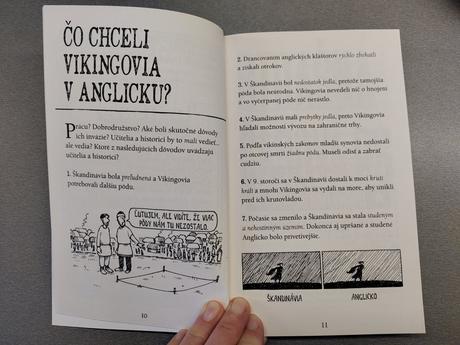 ČO CHCELI
VIKINGOVIA
V ANGLICKU?
Prácu? Dobrodružstvo? Aké boli skutočné dôvody
ich invázie? Učitelia a historici by to mali vedieť...
ale vedia? Ktoré z nasledujúcich dôvodov uvádzajú
učitelia a historici?
1. Škandinávia bola preľudnená a Vikingovia
potrebovali ďalšiu pôdu.
ĽUTUJEM, ALE VIDÍTE, ŽE VIAC
PÔDY NÁM TU NEZOSTALO.
10
2. Drancovaním anglických kláštorov rýchlo zbohatli
a získali otrokov.
3. V Škandinávii bol nedostatok jedla, pretože tamojšia
pôda bola neúrodná. Vikingovia nevedeli nič o hnojení
a vo vyčerpanej pôde nič nerástlo.
4. V Škandinávii mali prebytky jedla, preto Vikingovia
hľadali možnosti vývozu na zahraničné trhy.
5. Podľa vikinských zákonov mladší synovia nedostali
po otcovej smrti žiadnu pôdu. Museli odísť a zabrať
cudziu.
6. V 9. storočí sa v Škandinávii dostali k moci krutí
králi a mnohí Vikingovia sa vydali na more, aby unikli
pred ich krutovládou.
7. Počasie sa zmenilo a Škandinávia sa stala studeným
a nehostinným územím. Dokonca aj upršané a studené
Anglicko bolo prívetivejšie.
ŠKANDINÁVIA
ANGLICKO
11